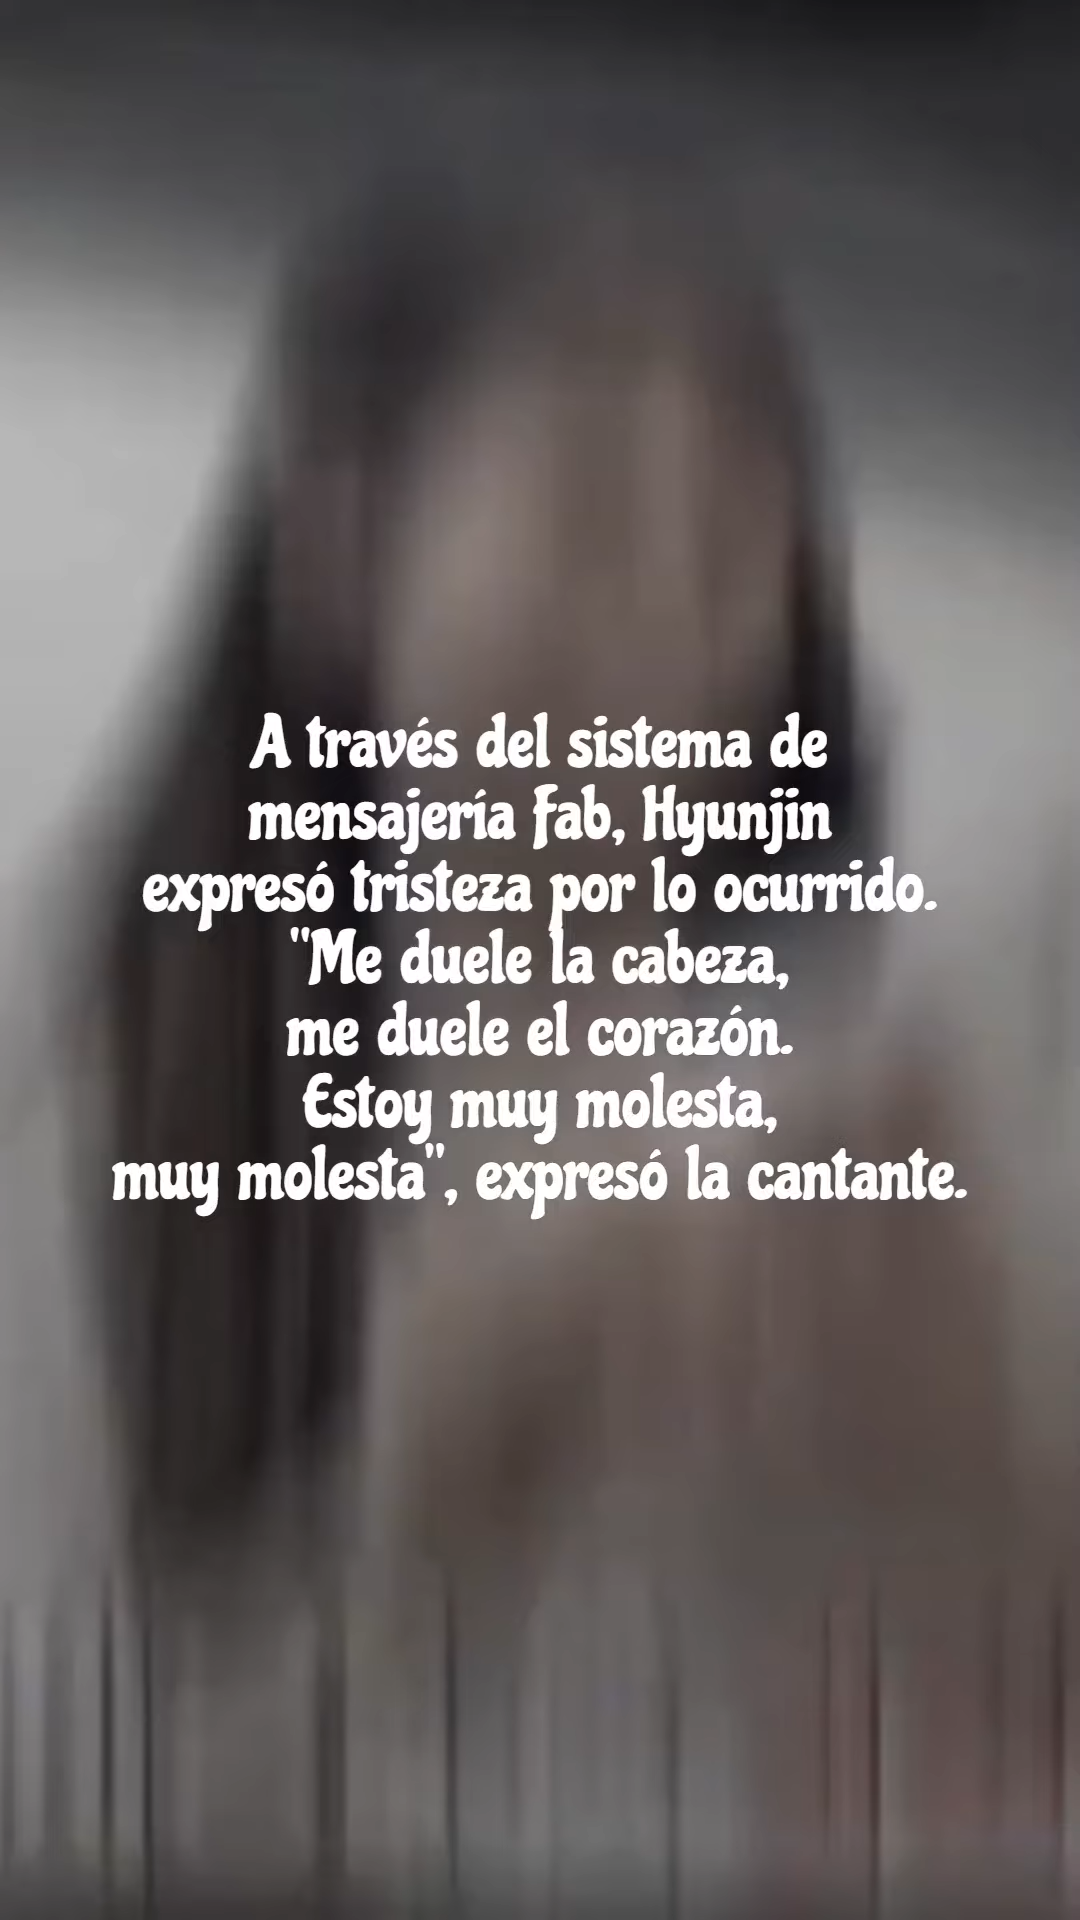 A través del sistema de
mensajería Fab, Hyunjin
expresó tristeza por lo ocurrido.
"Me duele la cabeza,
me duele el corazón.
Estoy muy molesta,
muy molesta", expresó la cantante.